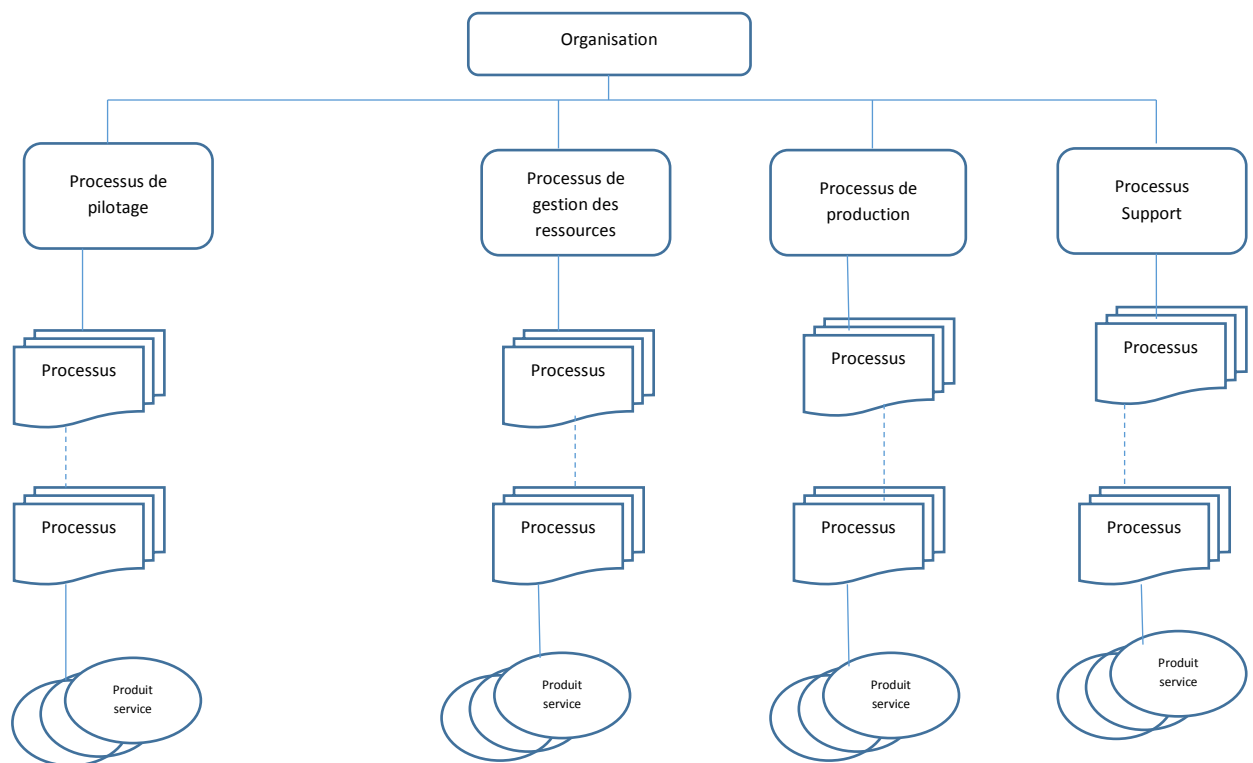 Organisation
Processus de
pilotage
Processus de
gestion des
ressources
Processus de
production
Processus
Support
Processus
Processus
Processus
Processus
Processus
Processus
Processus
Processus
Produit
service
Produit
service
Produit
service
Produit
service